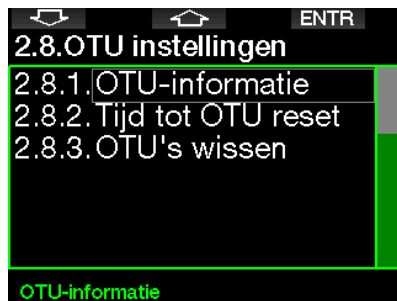 ENTR
2.8.OTU instellingen
2.8.1.OTU-informatie
2.8.2.Tijd tot OTU reset
2.8.3.OTU's wissen
OTU-informatie